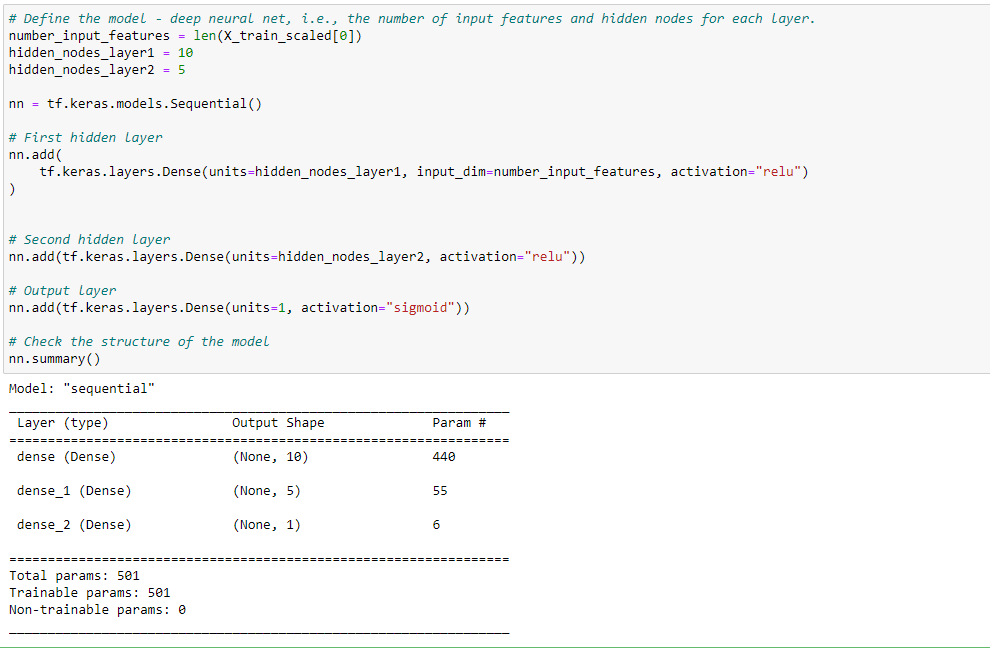 # Define the model - deep neural net, i.e., the number of input features and hidden nodes for each layer.
number_input_features = len(X_train_scaled[0])
hidden_nodes_layer1 = 10
hidden_nodes_layer2 = 5
nn = tf.keras.models.Sequential()
# First hidden layer
nn.add(
    tf.keras.layers.Dense(units=hidden_nodes_layer1, input_dim=number_input_features, activation="relu")
)
# Second hidden layer
nn.add(tf.keras.layers.Dense(units=hidden_nodes_layer2, activation="relu"))
# Output layer
nn.add(tf.keras.layers.Dense(units=1, activation="sigmoid"))
# Check the structure of the model
nn.summary()
Model: "sequential"
_________________________________________________________________
Layer (type) Output Shape Param #
=================================================================
dense (Dense) (None, 10) 440
dense_1 (Dense) (None, 5) 55
dense_2 (Dense) (None, 1) 6
=================================================================
Total params: 501
Trainable params: 501
Non-trainable params: 0
_________________________________________________________________